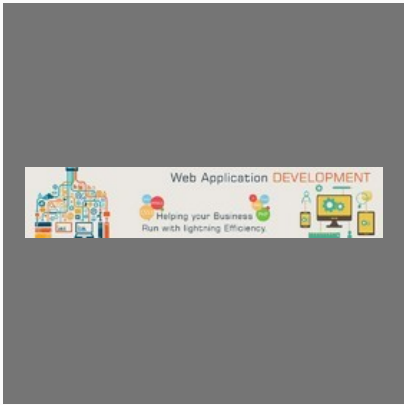 Web Application DEVELOPMENT
Helping your Business
Run with lightning Efficiency.